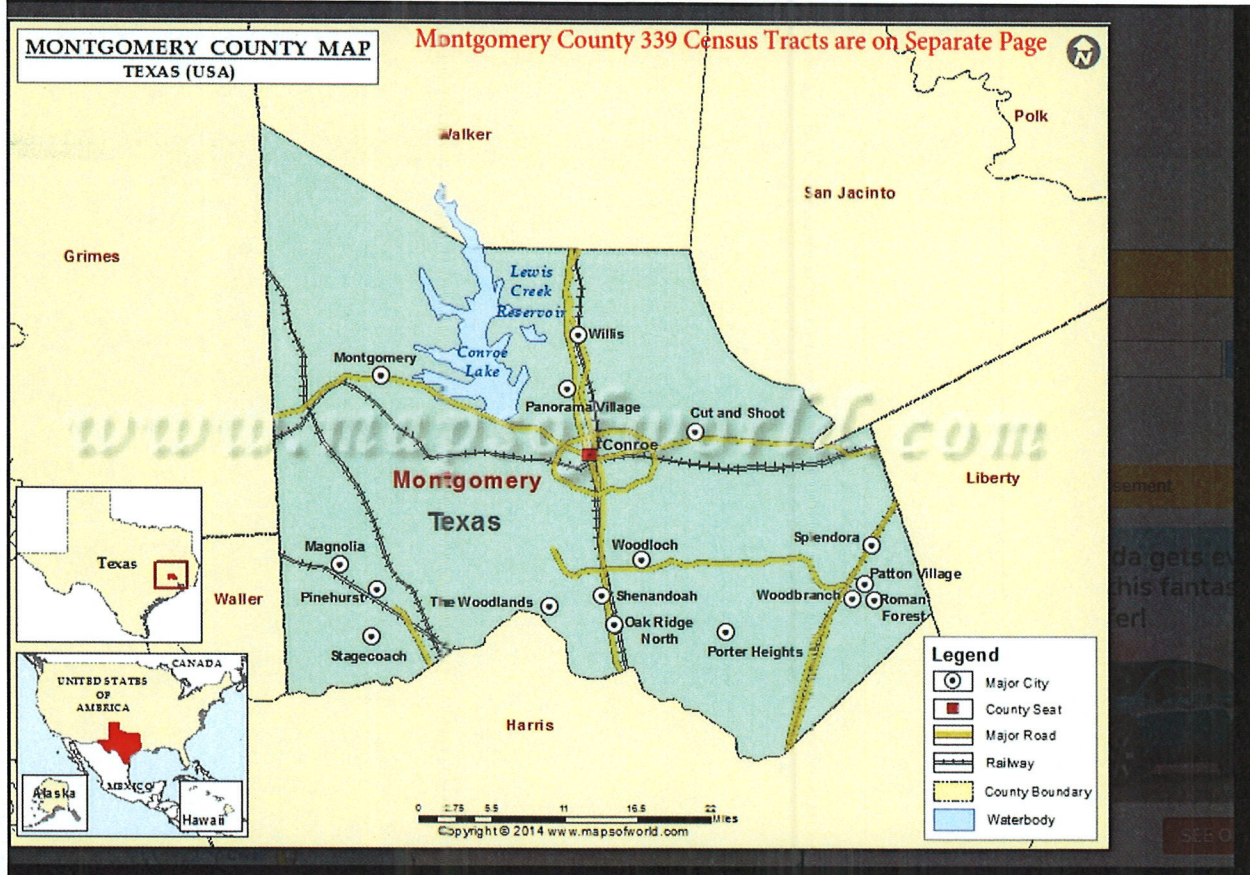 MONTGOMERY COUNTY MAP
TEXAS (USA)
Montgomery County 339 Census Tracts are on Separate Page
N
Polk
Walker
San Jacinto
Grimes
Lewis
Creek
Reservoir
Willis
Montgomery
Conroe
Lake
Panorama Village
Cut and Shoot
www.mapsofworld.com
Conroe
Montgomery
Texas
Liberty
Splendora
Woodloch
Magnolia
Patton Village
Pinehurst
Woodbranch
Roman
Forest
The Woodlands
Shenandoah
Oak Ridge
North
Porter Heights
Stagecoach
Waller
Harris
Texas
CANADA
UNITED STATES
OF
AMERICA
MEXICO
Alaska
Hawaii
Legend
Major City
County Seat
Major Road
Railway
County Boundary
Waterbody
0 2.75 5.5 11 16.5 22
Miles
Copyright © 2014 www.mapsofworld.com